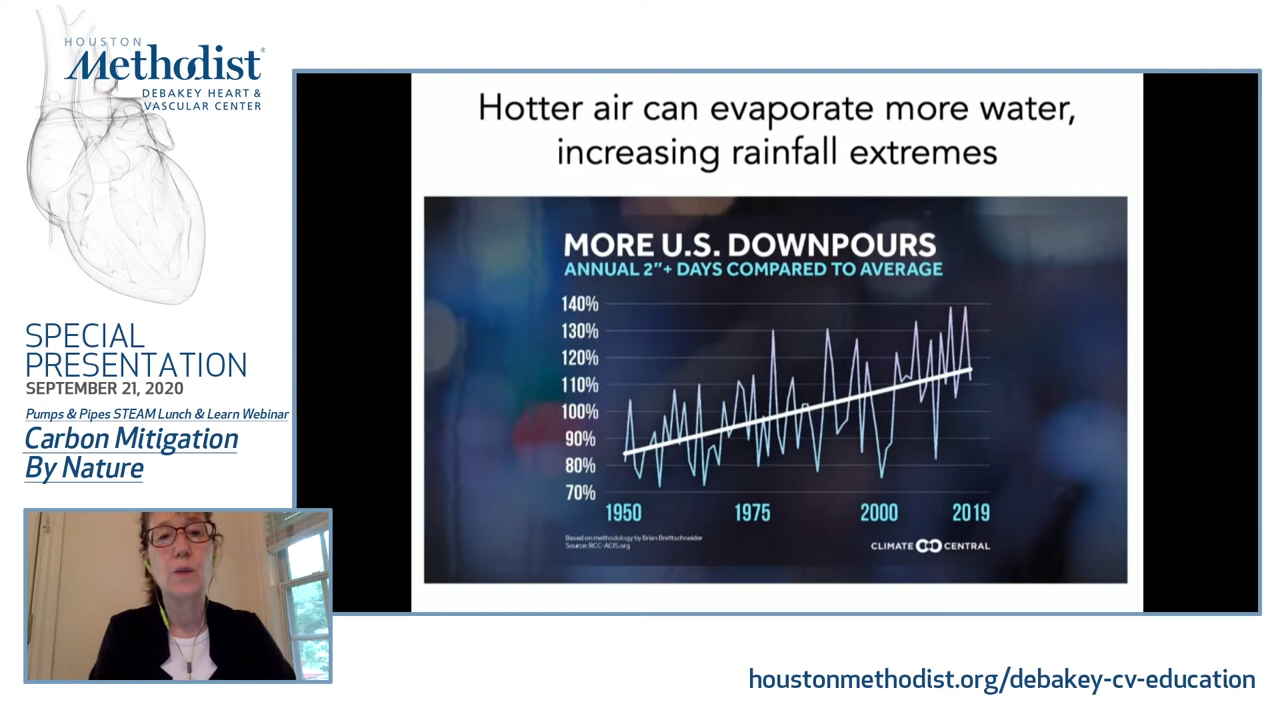 HOUSTON
Methodist®
DEBAKEY HEART &
VASCULAR CENTER
SPECIAL
PRESENTATION
SEPTEMBER 21, 2020
Pumps & Pipes STEAM Lunch & Learn Webinar
Carbon Mitigation
By Nature
Hotter air can evaporate more water,
increasing rainfall extremes
MORE U.S. DOWNPOURS
ANNUAL 2"+ DAYS COMPARED TO AVERAGE
140%
130%
120%
110%
100%
90%
80%
70%
1950 1975 2000 2019
Based on methodology by Brian Brettschneider
Source: RCC-ACIS.org
CLIMATE CENTRAL
houstonmethodist.org/debakey-cv-education